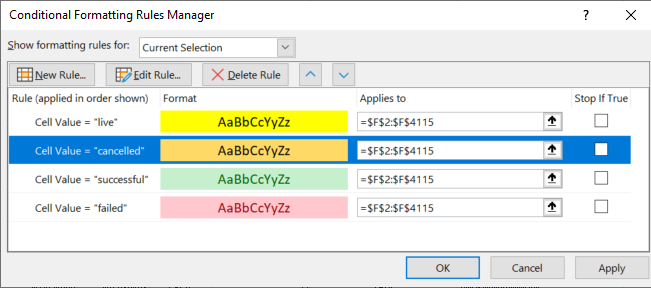 Conditional Formatting Rules Manager
Show formatting rules for: Current Selection
New Rule... Edit Rule... Delete Rule
Rule (applied in order shown) Format Applies to Stop If True
Cell Value = "live" AaBbCcYyZz =$F$2:$F$4115
Cell Value = "cancelled" AaBbCcYyZz =$F$2:$F$4115
Cell Value = "successful" AaBbCcYyZz =$F$2:$F$4115
Cell Value = "failed" AaBbCcYyZz =$F$2:$F$4115
OK Cancel Apply